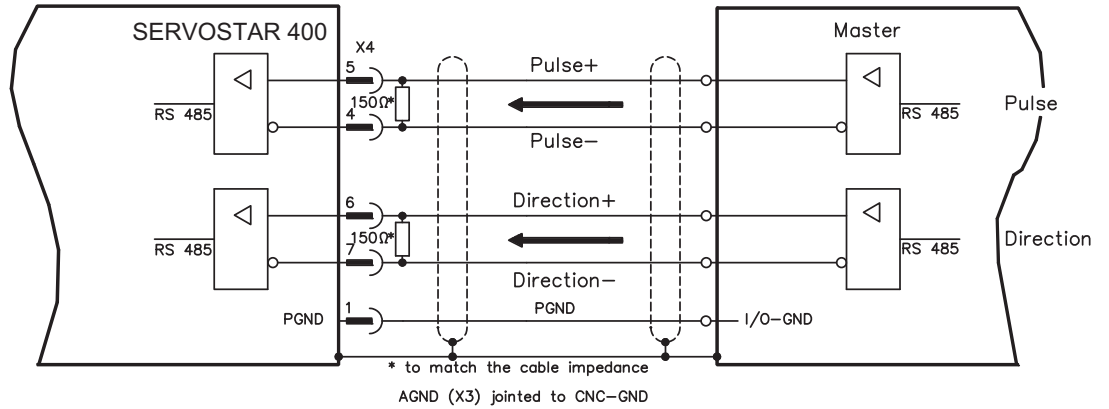 SERVOSTAR 400
X4
Master
5
Pulse+
150Ω*
RS 485
RS 485
Pulse
4
Pulse−
6
Direction+
150Ω*
RS 485
RS 485
Direction
7
Direction−
1
PGND
PGND
I/O−GND
* to match the cable impedance
AGND (X3) jointed to CNC−GND